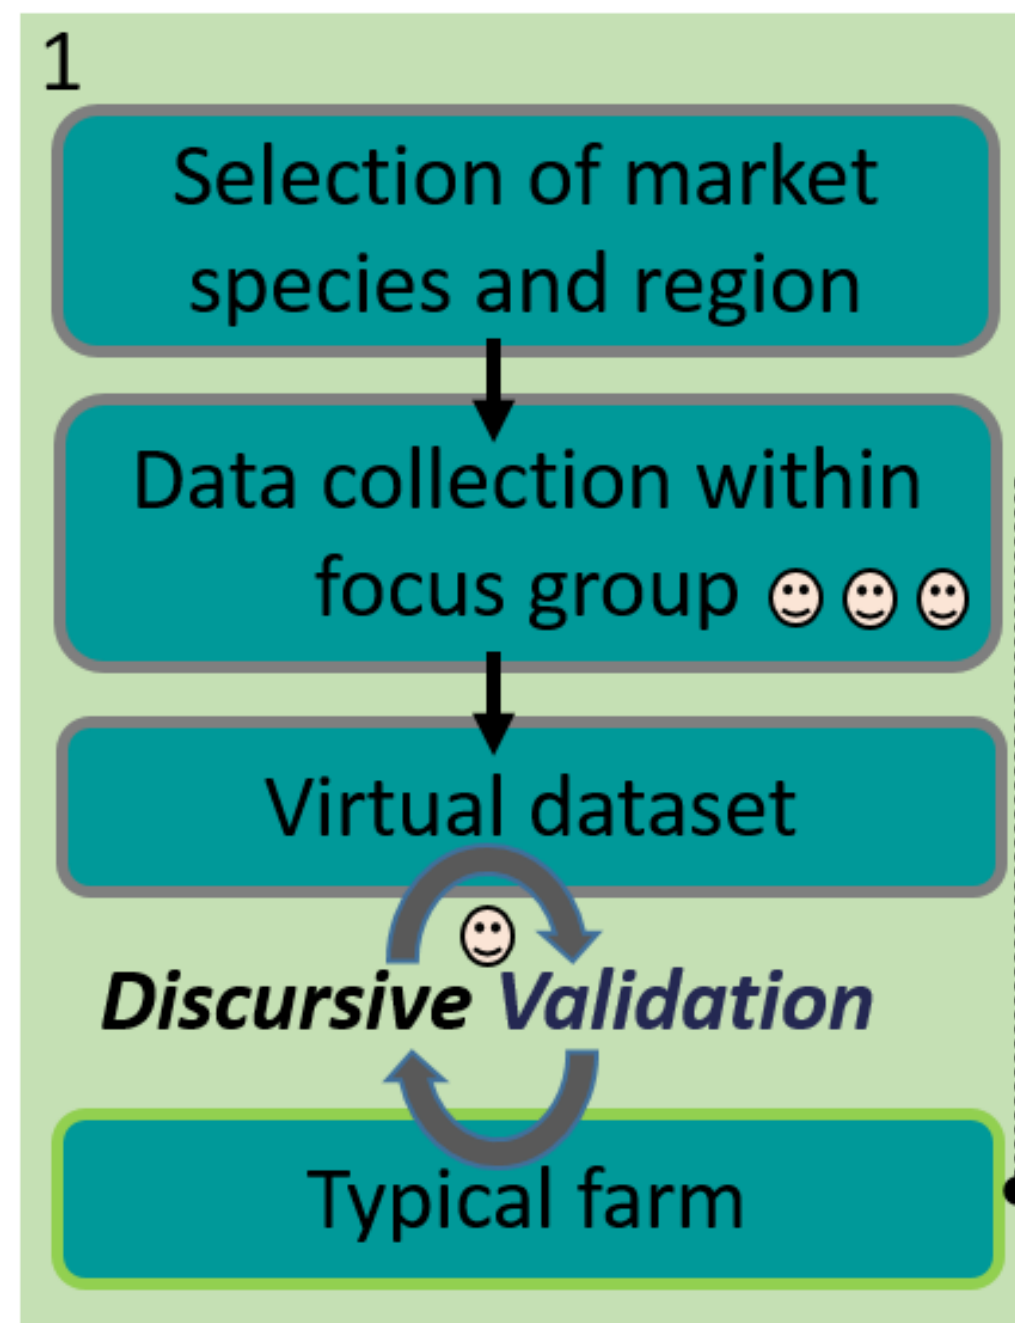 1
Selection of market
species and region
Data collection within
focus group
Virtual dataset
Discursive Validation
Typical farm